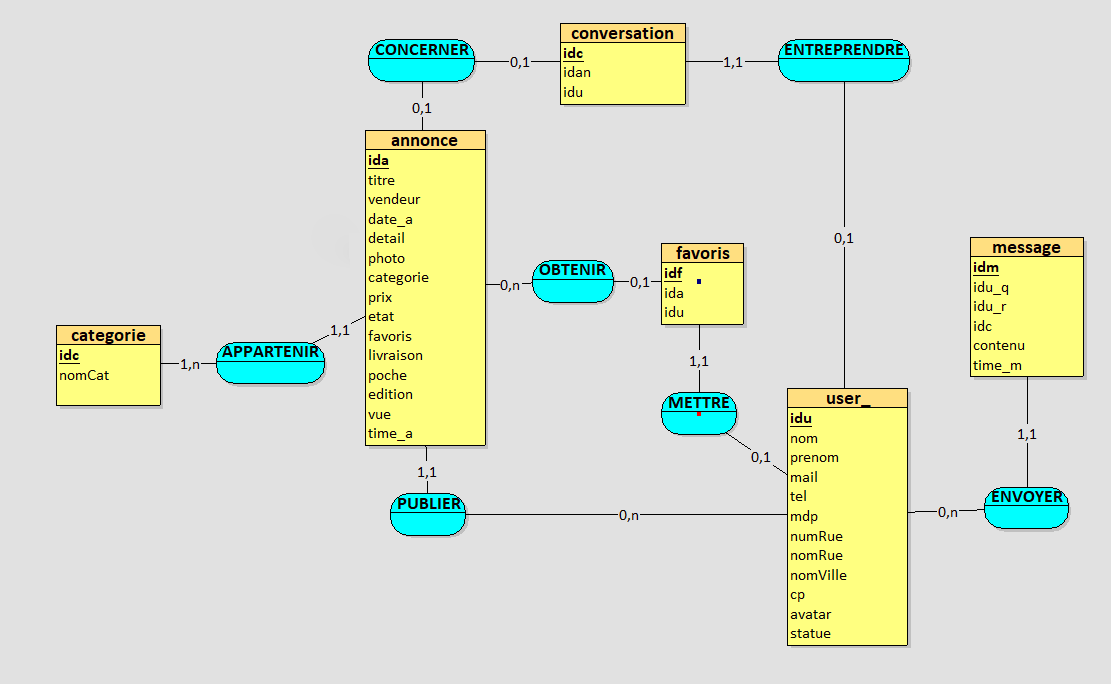 conversation
idc
idan
idu
CONCERNER
0,1
1,1
ENTREPRENDRE
0,1
annonce
ida
titre
vendeur
date_a
detail
photo
categorie
prix
etat
favoris
livraison
poche
edition
vue
time_a
0,1
favoris
idf
ida
idu
OBTENIR
0,n
0,1
message
idm
idu_q
idu_r
idc
contenu
time_m
categorie
idc
nomCat
1,n
APPARTENIR
1,1
1,1
METTRE
0,1
user_
idu
nom
prenom
mail
tel
mdp
numRue
nomRue
nomVille
cp
avatar
statue
1,1
1,1
PUBLIER
0,n
0,n
ENVOYER